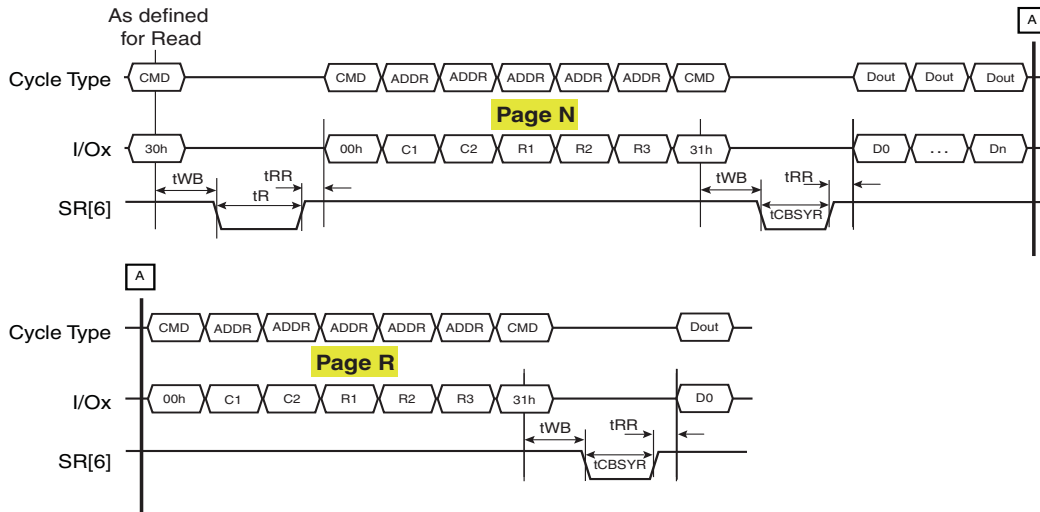 As defined
for Read
A
Cycle Type CMD CMD ADDR ADDR ADDR ADDR ADDR CMD Dout Dout Dout
Page N
I/Ox 30h 00h C1 C2 R1 R2 R3 31h D0 ... Dn
tWB tRR tWB tRR
SR[6] tR tCBSYR
A
Cycle Type CMD ADDR ADDR ADDR ADDR ADDR CMD Dout
Page R
I/Ox 00h C1 C2 R1 R2 R3 31h D0
tWB tRR
SR[6] tCBSYR